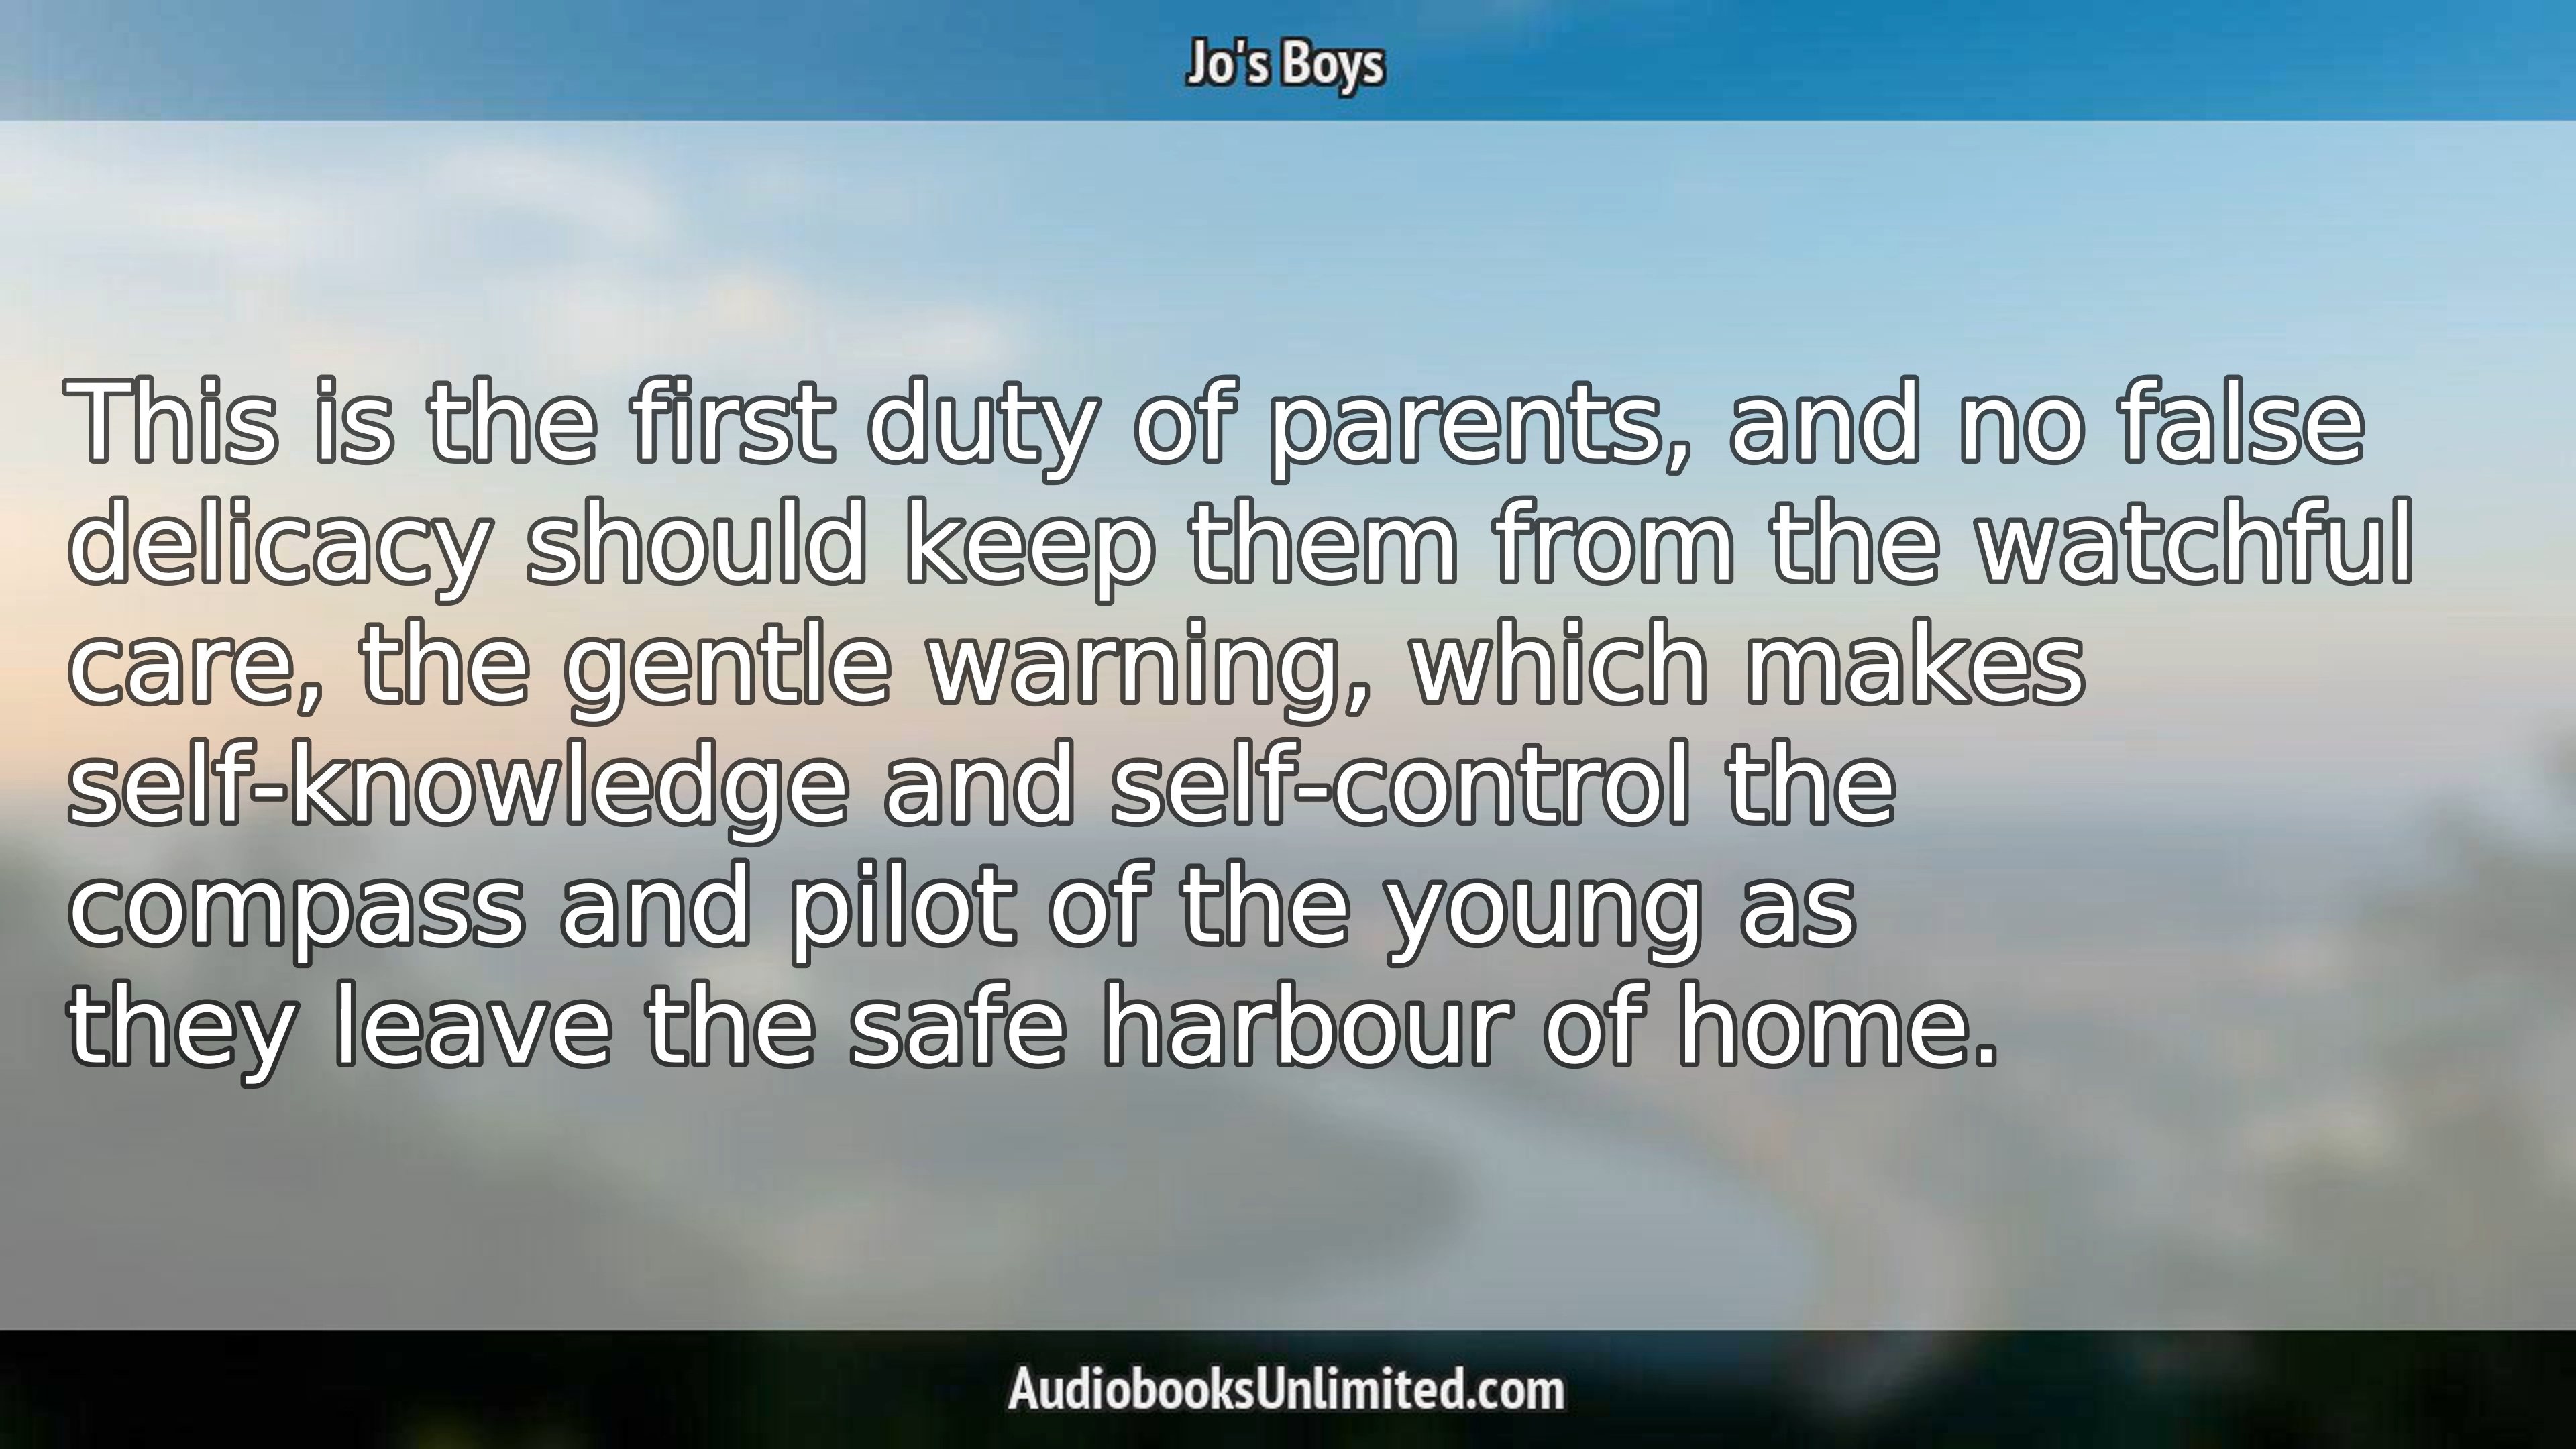 Jo's Boys
This is the first duty of parents, and no false
delicacy should keep them from the watchful
care, the gentle warning, which makes
self-knowledge and self-control the
compass and pilot of the young as
they leave the safe harbour of home.
AudiobooksUnlimited.com